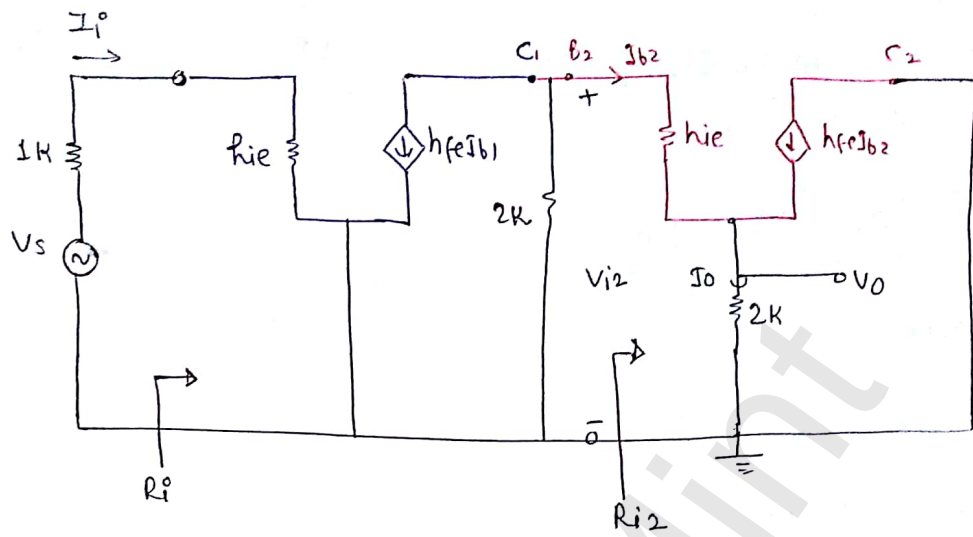 Ii
C1 B2 Ib2 C2
+
1K hie hfeIb1 hie hfeIb2
2K
Vs Vi2 Io Vo
2K
-
o
Ri
Ri2